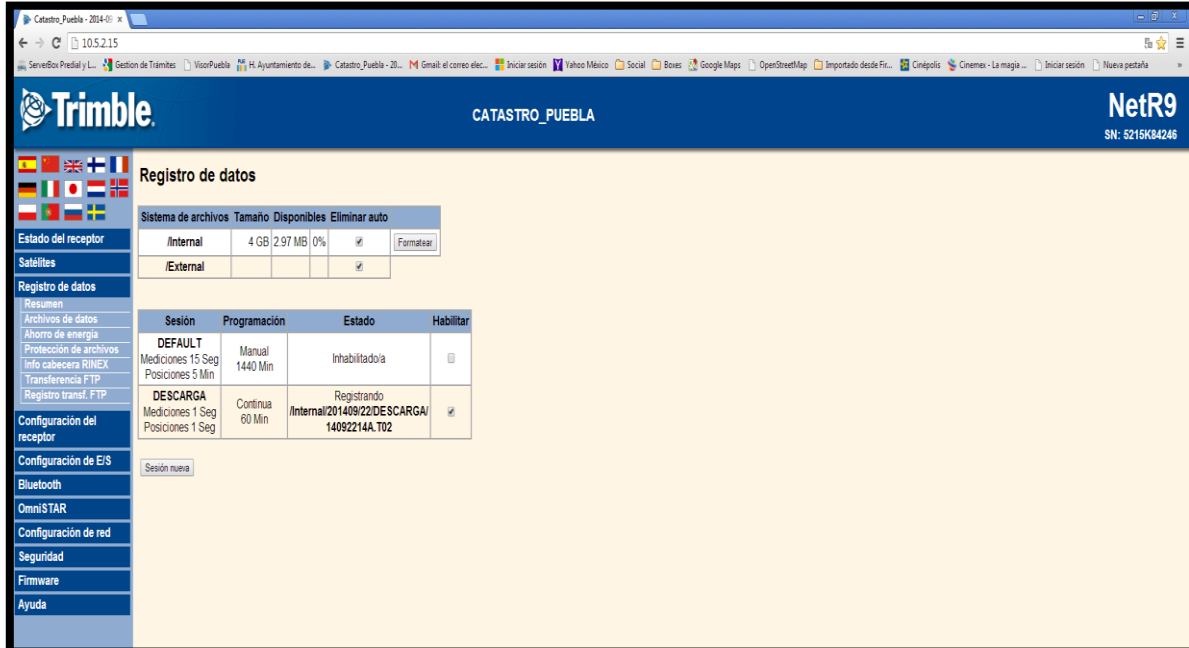 Catastro_Puebla - 2014-09
10.5.2.15
ServerBox Predial y L...
Gestion de Trámites
VisorPuebla
H. Ayuntamiento de...
Catastro_Puebla - 20...
Gmail: el correo elec...
Iniciar sesión
Yahoo México
Social
Boxes
Google Maps
OpenStreetMap
Importado desde Fir...
Cinépolis
Cinemex - La magia ...
Iniciar sesión
Nueva pestaña
»
Trimble.
CATASTRO_PUEBLA
NetR9
SN: 5215K84246
Estado del receptor
Satélites
Registro de datos
Resumen
Archivos de datos
Ahorro de energía
Protección de archivos
Info cabecera RINEX
Transferencia FTP
Registro transf. FTP
Configuración del
receptor
Configuración de E/S
Bluetooth
OmniSTAR
Configuración de red
Seguridad
Firmware
Ayuda
Registro de datos
Sistema de archivos Tamaño Disponibles Eliminar auto
/Internal 4 GB 2.97 MB 0% Formatear
/External
Sesión Programación Estado Habilitar
DEFAULT
Mediciones 15 Seg
Posiciones 5 Min
Manual
1440 Min
Inhabilitado/a
DESCARGA
Mediciones 1 Seg
Posiciones 1 Seg
Continua
60 Min
Registrando
/Internal/201409/22/DESCARGA/
14092214A.T02
Sesión nueva